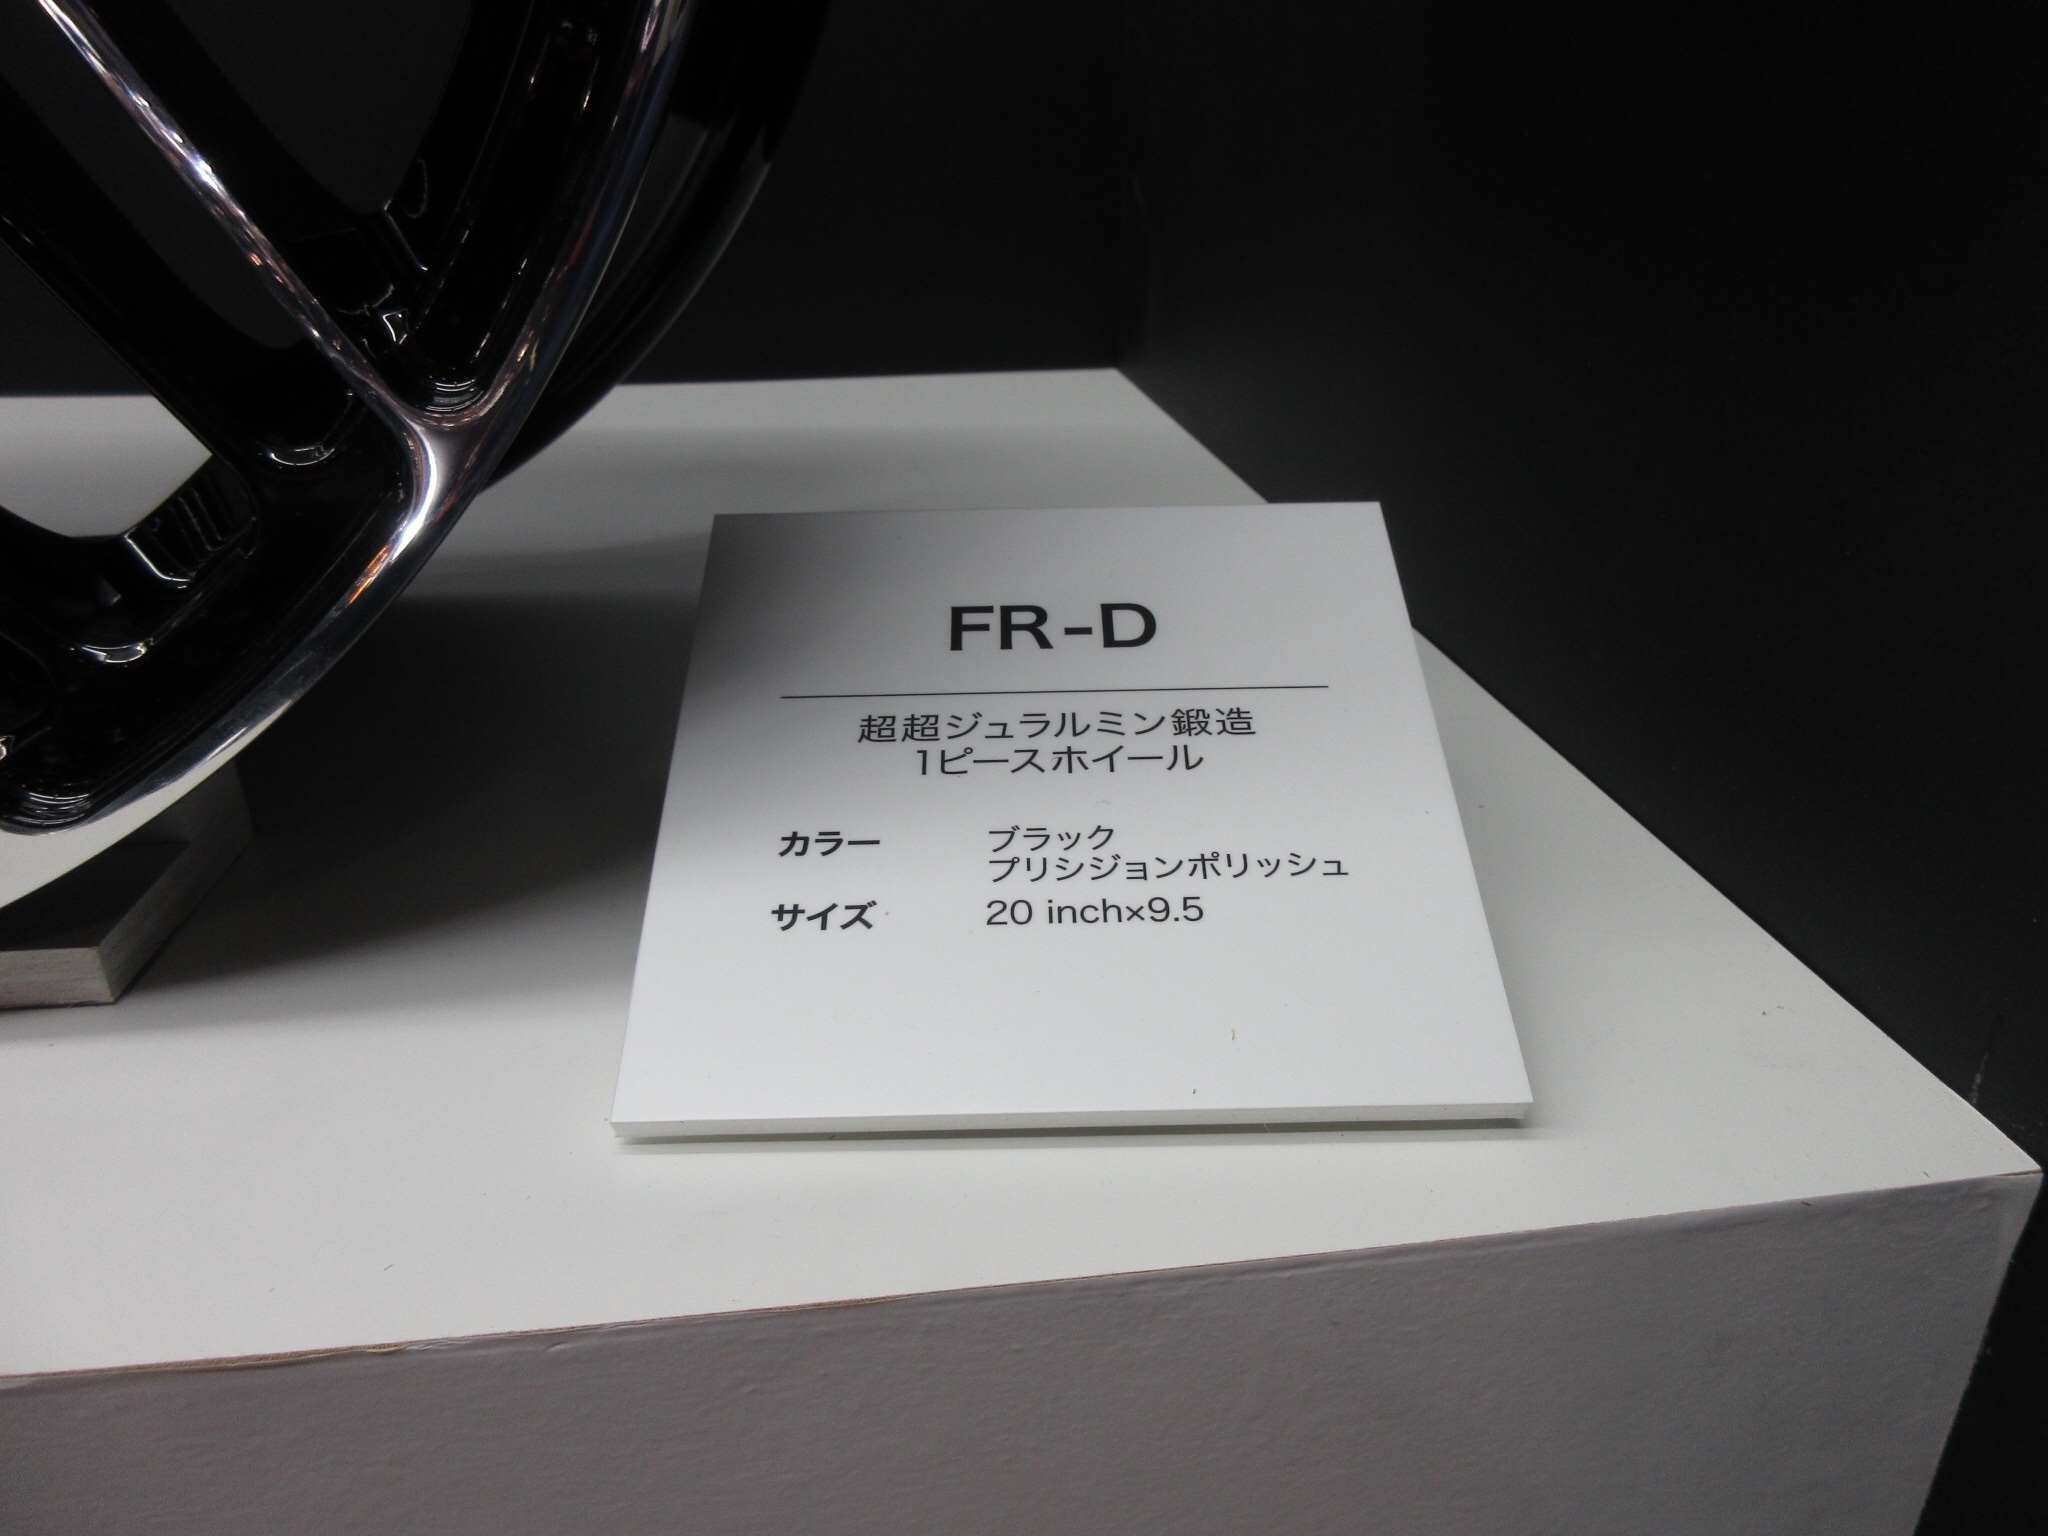 FR-D
超超ジュラルミン鍛造
1ピースホイール
カラー ブラック
プリシジョンポリッシュ
サイズ 20 inch×9.5